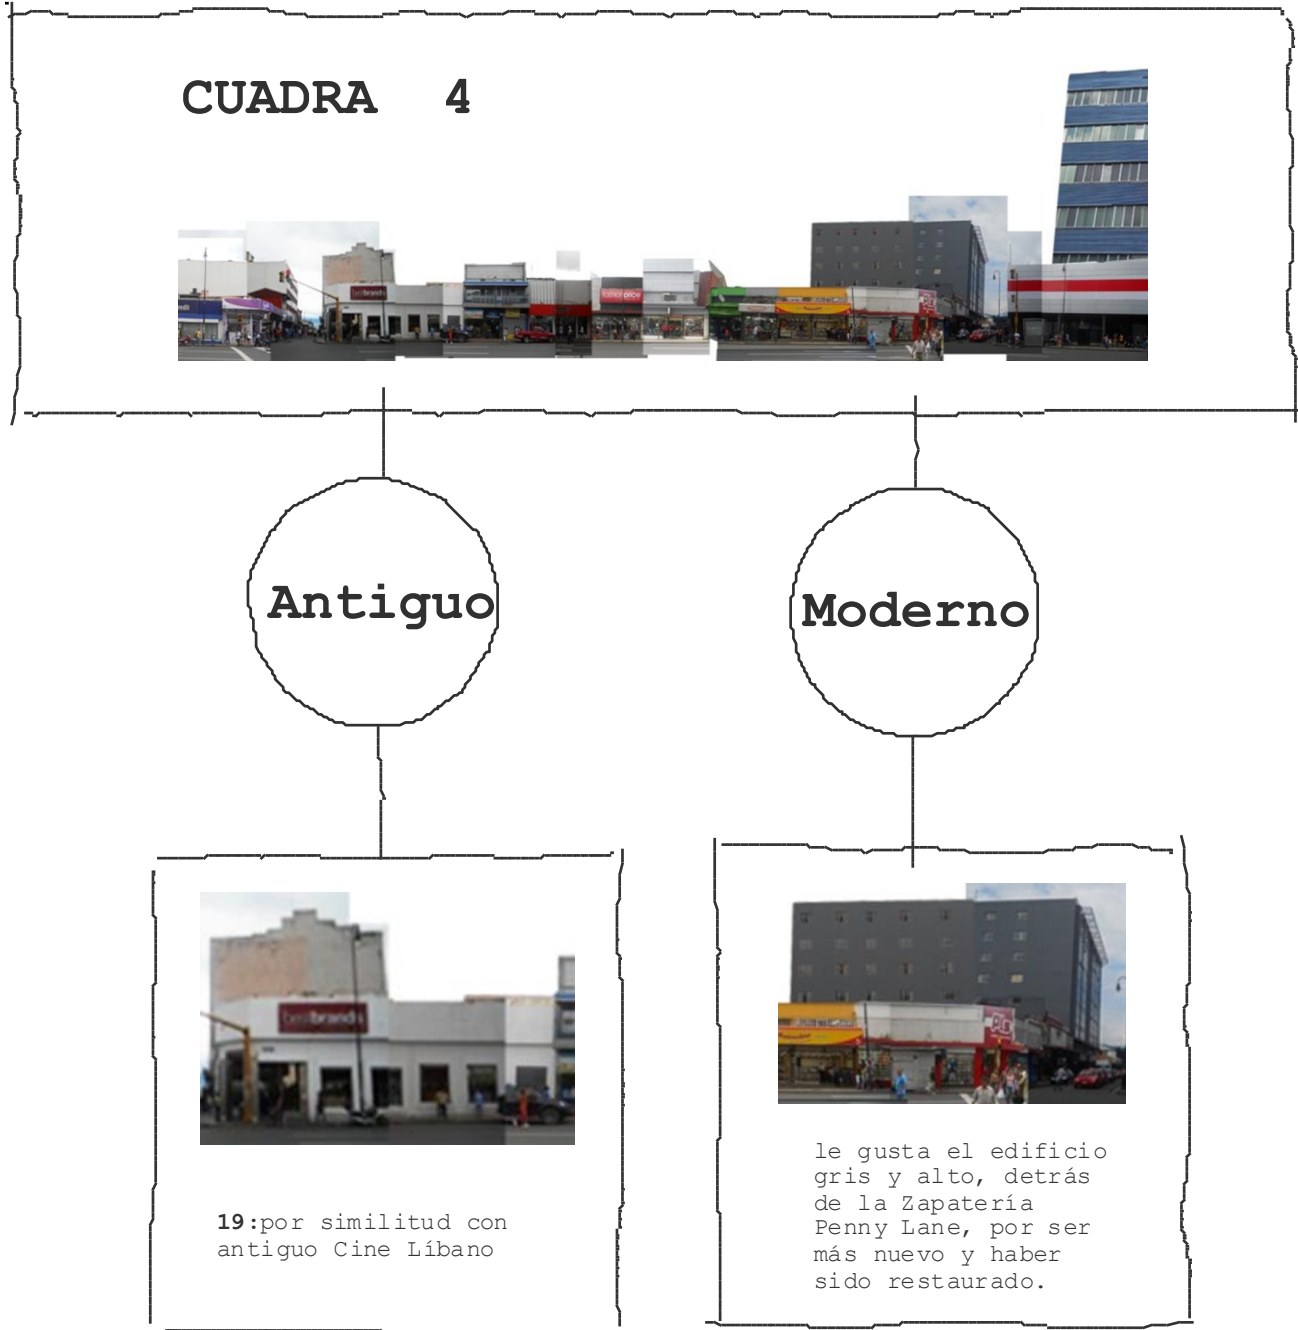 CUADRA 4
Antiguo
Moderno
bestbrands
19:por similitud con
antiguo Cine Líbano
le gusta el edificio
gris y alto, detrás
de la Zapatería
Penny Lane, por ser
más nuevo y haber
sido restaurado.